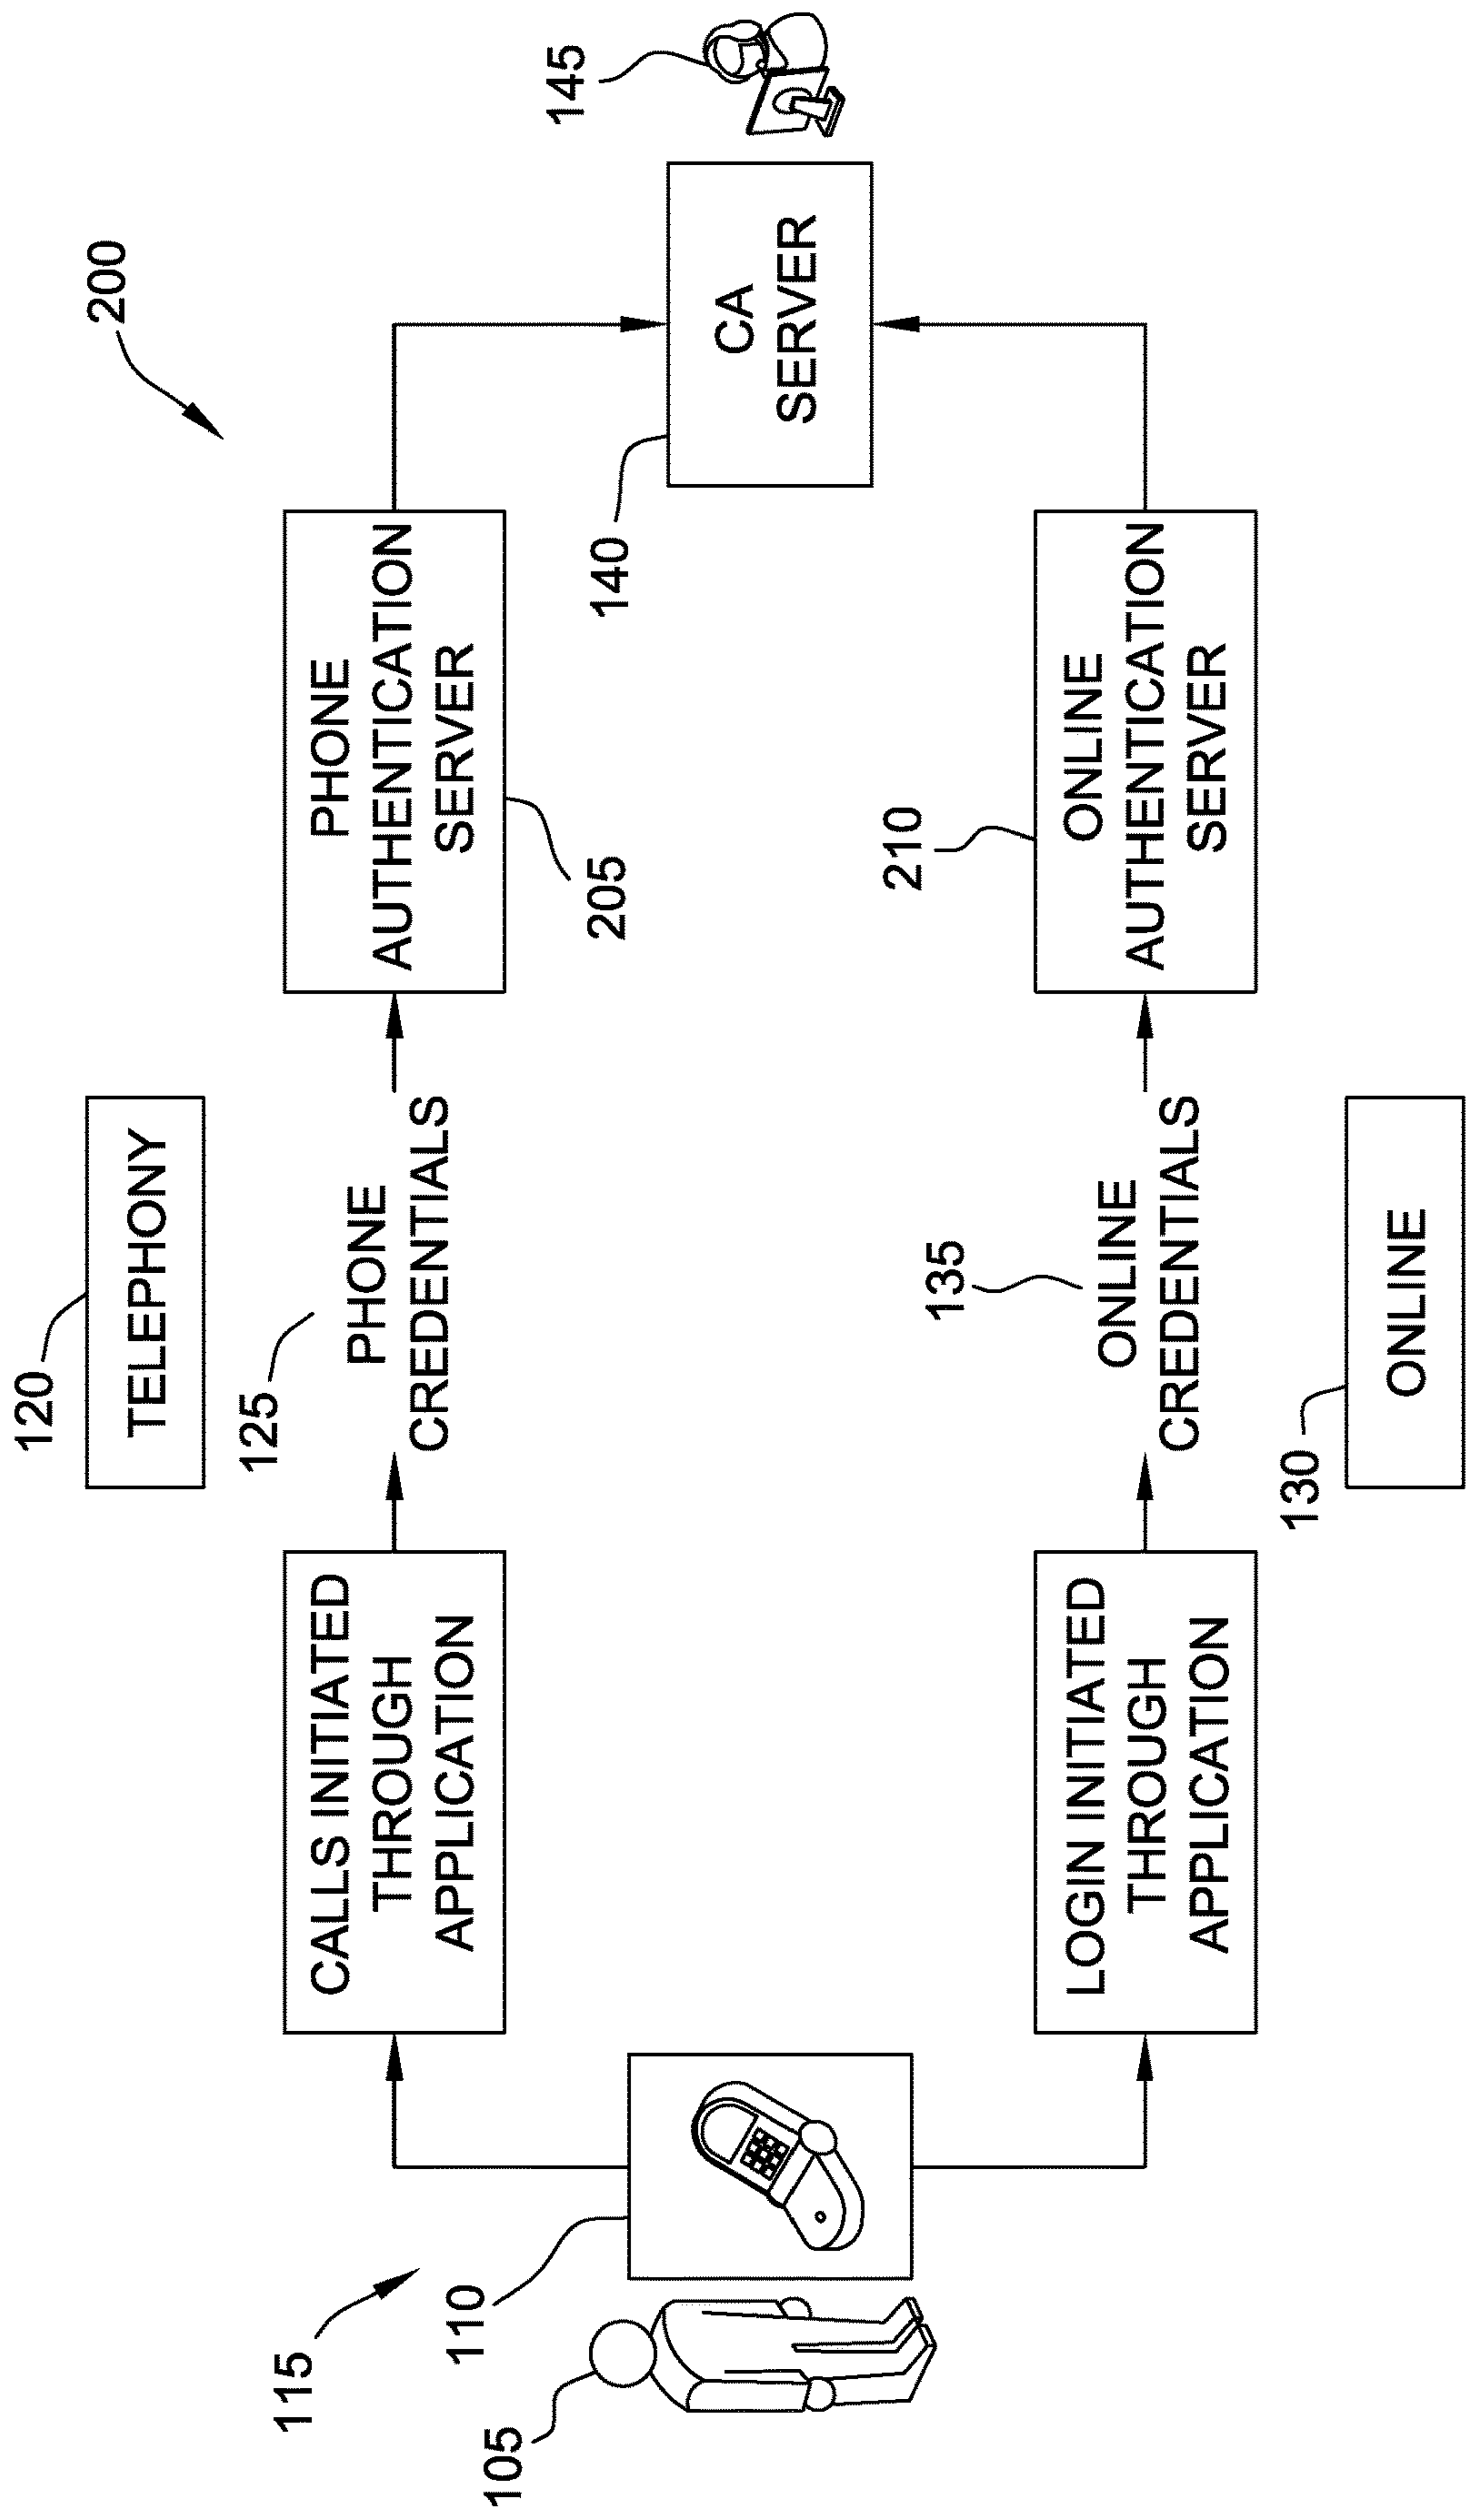 200
115
105
110
120
TELEPHONY
CALLS INITIATED
THROUGH
APPLICATION
125
PHONE
CREDENTIALS
PHONE
AUTHENTICATION
SERVER
205
140
CA
SERVER
145
LOGIN INITIATED
THROUGH
APPLICATION
135
ONLINE
CREDENTIALS
210
ONLINE
AUTHENTICATION
SERVER
130
ONLINE